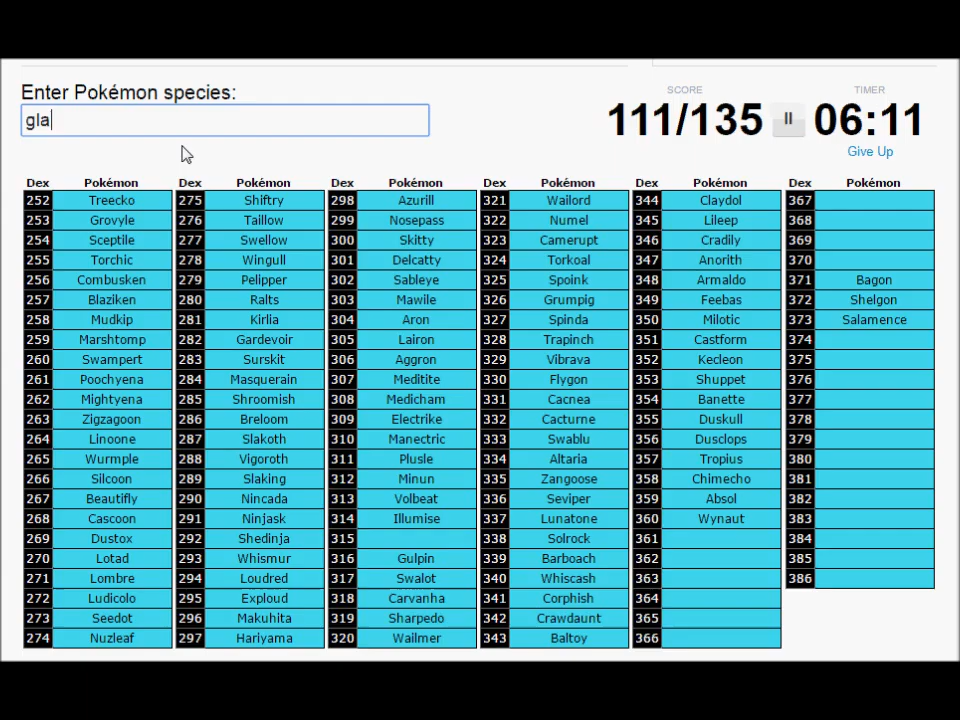 SCORE TIMER
Enter Pokémon species:
gla
111/135 II 06:11
Give Up
Dex Pokémon Dex Pokémon Dex Pokémon Dex Pokémon Dex Pokémon Dex Pokémon
252 Treecko 275 Shiftry 298 Azurill 321 Wailord 344 Claydol 367
253 Grovyle 276 Taillow 299 Nosepass 322 Numel 345 Lileep 368
254 Sceptile 277 Swellow 300 Skitty 323 Camerupt 346 Cradily 369
255 Torchic 278 Wingull 301 Delcatty 324 Torkoal 347 Anorith 370
256 Combusken 279 Pelipper 302 Sableye 325 Spoink 348 Armaldo 371 Bagon
257 Blaziken 280 Ralts 303 Mawile 326 Grumpig 349 Feebas 372 Shelgon
258 Mudkip 281 Kirlia 304 Aron 327 Spinda 350 Milotic 373 Salamence
259 Marshtomp 282 Gardevoir 305 Lairon 328 Trapinch 351 Castform 374
260 Swampert 283 Surskit 306 Aggron 329 Vibrava 352 Kecleon 375
261 Poochyena 284 Masquerain 307 Meditite 330 Flygon 353 Shuppet 376
262 Mightyena 285 Shroomish 308 Medicham 331 Cacnea 354 Banette 377
263 Zigzagoon 286 Breloom 309 Electrike 332 Cacturne 355 Duskull 378
264 Linoone 287 Slakoth 310 Manectric 333 Swablu 356 Dusclops 379
265 Wurmple 288 Vigoroth 311 Plusle 334 Altaria 357 Tropius 380
266 Silcoon 289 Slaking 312 Minun 335 Zangoose 358 Chimecho 381
267 Beautifly 290 Nincada 313 Volbeat 336 Seviper 359 Absol 382
268 Cascoon 291 Ninjask 314 Illumise 337 Lunatone 360 Wynaut 383
269 Dustox 292 Shedinja 315 338 Solrock 361 384
270 Lotad 293 Whismur 316 Gulpin 339 Barboach 362 385
271 Lombre 294 Loudred 317 Swalot 340 Whiscash 363 386
272 Ludicolo 295 Exploud 318 Carvanha 341 Corphish 364
273 Seedot 296 Makuhita 319 Sharpedo 342 Crawdaunt 365
274 Nuzleaf 297 Hariyama 320 Wailmer 343 Baltoy 366